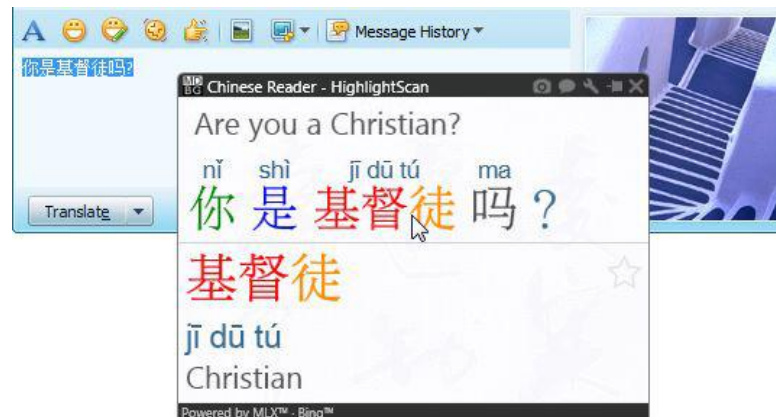 Message History
你是基督徒吗?
MDBG Chinese Reader - HighlightScan
Are you a Christian?
nǐ shì jī dū tú ma
你是基督徒吗？
基督徒
jī dū tú
Christian
Translate
Powered by MLX™ - Bing™